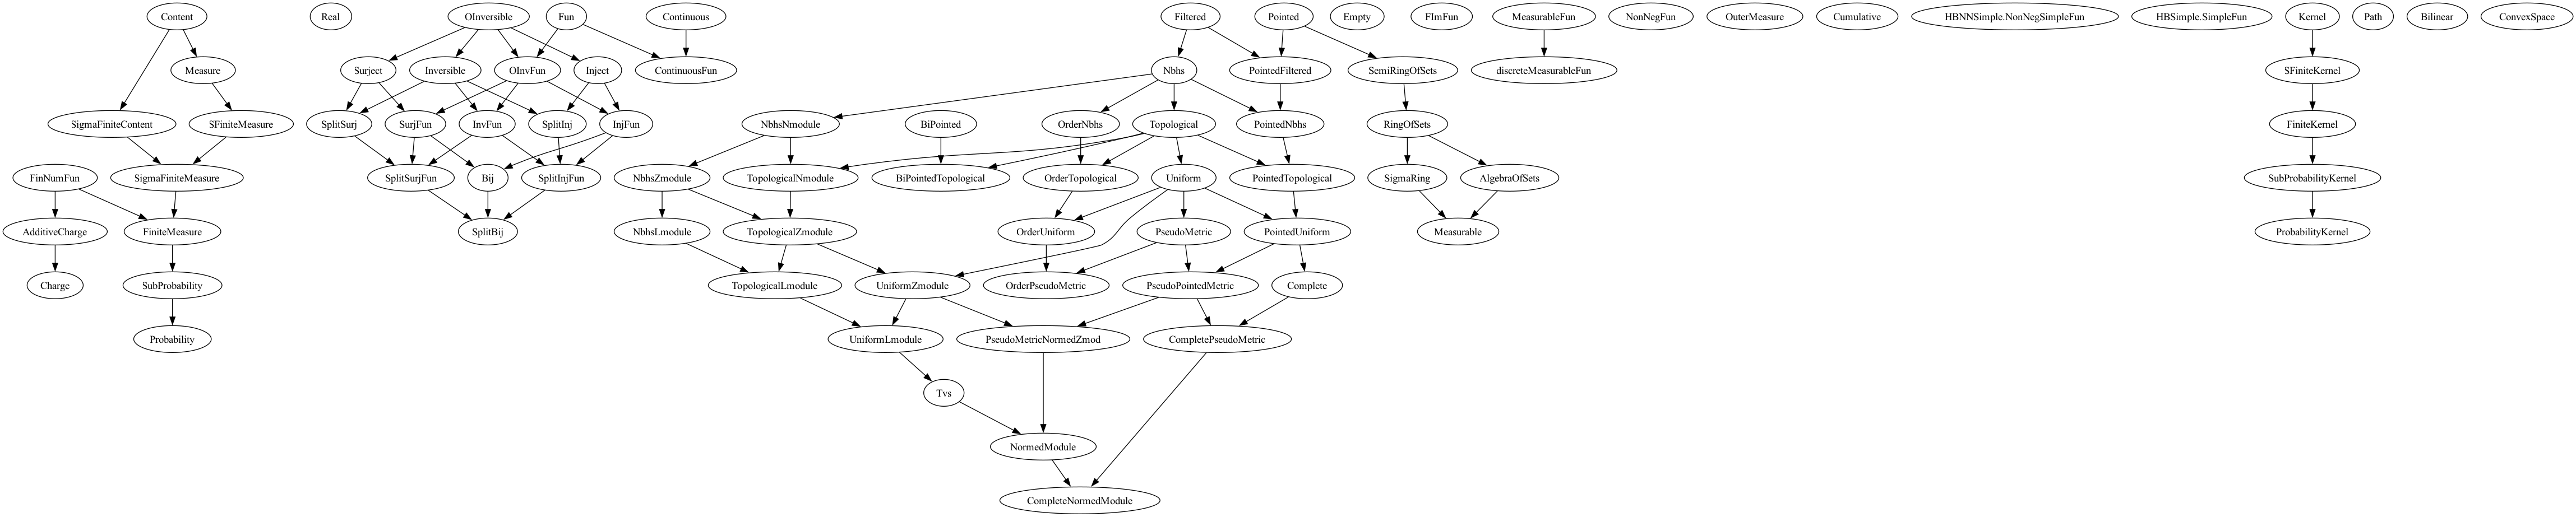 Content
Real
OInversible
Fun
Continuous
Filtered
Pointed
Empty
FImFun
MeasurableFun
NonNegFun
OuterMeasure
Cumulative
HBNNSimple.NonNegSimpleFun
HBSimple.SimpleFun
Kernel
Path
Bilinear
ConvexSpace
Measure
Surject
Inversible
OInvFun
Inject
ContinuousFun
Nbhs
PointedFiltered
SemiRingOfSets
discreteMeasurableFun
SFiniteKernel
SigmaFiniteContent
SFiniteMeasure
SplitSurj
SurjFun
InvFun
SplitInj
InjFun
NbhsNmodule
BiPointed
OrderNbhs
Topological
PointedNbhs
RingOfSets
FiniteKernel
FinNumFun
SigmaFiniteMeasure
SplitSurjFun
Bij
SplitInjFun
NbhsZmodule
TopologicalNmodule
BiPointedTopological
OrderTopological
Uniform
PointedTopological
SigmaRing
AlgebraOfSets
SubProbabilityKernel
AdditiveCharge
FiniteMeasure
SplitBij
NbhsLmodule
TopologicalZmodule
OrderUniform
PseudoMetric
PointedUniform
Measurable
ProbabilityKernel
Charge
SubProbability
TopologicalLmodule
UniformZmodule
OrderPseudoMetric
PseudoPointedMetric
Complete
Probability
UniformLmodule
PseudoMetricNormedZmod
CompletePseudoMetric
Tvs
NormedModule
CompleteNormedModule